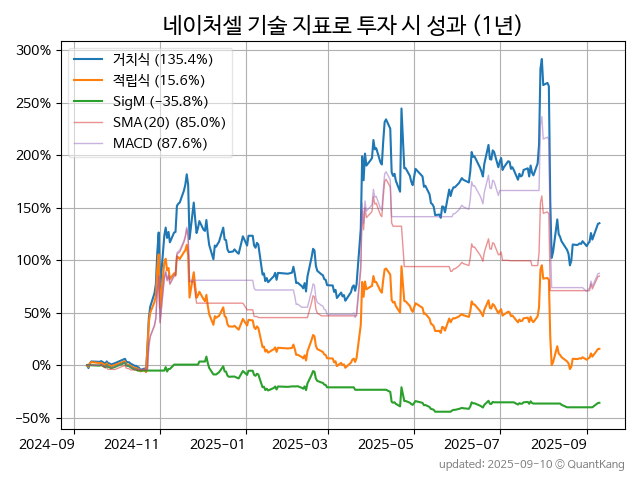 네이처셀 기술 지표로 투자 시 성과 (1년)
300%
250%
200%
150%
100%
50%
0%
−50%
거치식 (135.4%)
적립식 (15.6%)
SigM (−35.8%)
SMA(20) (85.0%)
MACD (87.6%)
2024-09
2024-11
2025-01
2025-03
2025-05
2025-07
2025-09
updated: 2025-09-10 © QuantKang